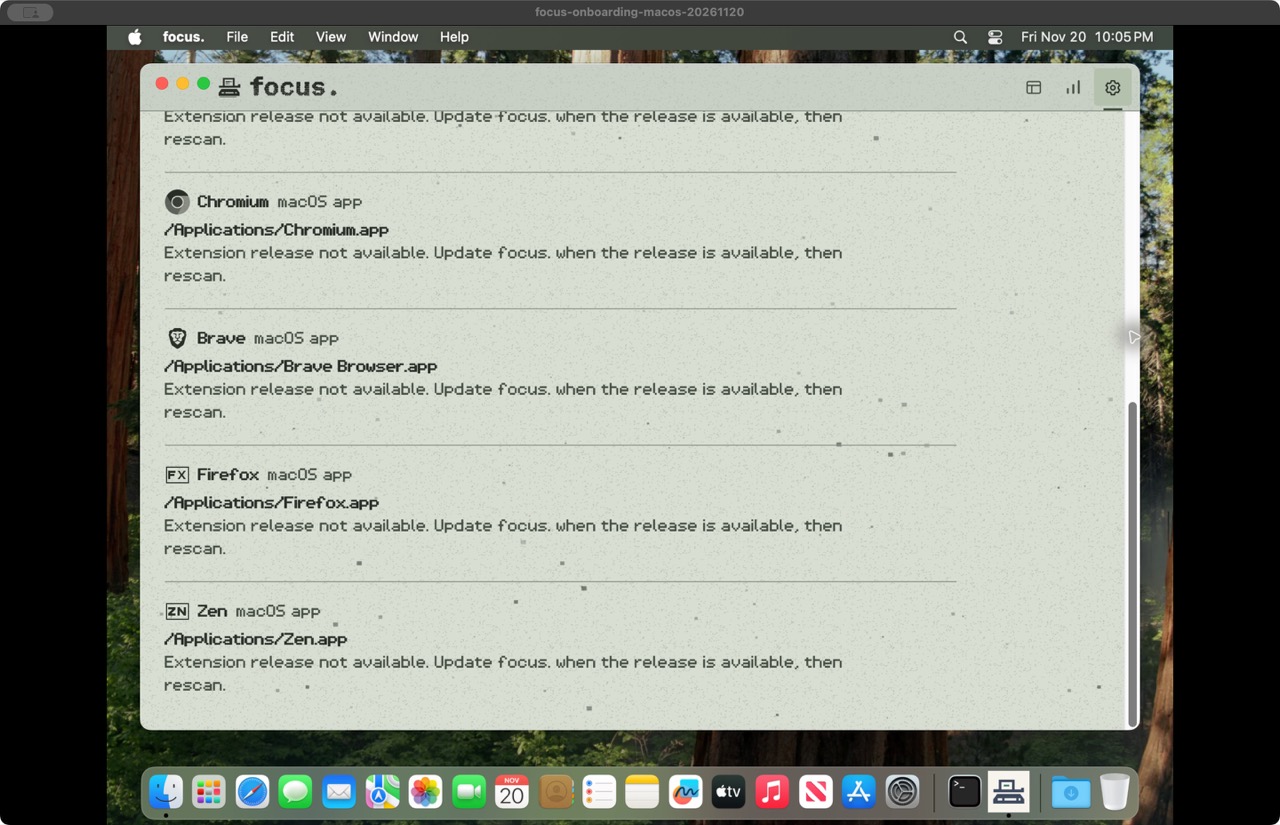 focus-onboarding-macos-20261120
focus. File Edit View Window Help Fri Nov 20 10:05 PM
focus.
Extension release not available. Update focus. when the release is available, then
rescan.
Chromium macOS app
/Applications/Chromium.app
Extension release not available. Update focus. when the release is available, then
rescan.
Brave macOS app
/Applications/Brave Browser.app
Extension release not available. Update focus. when the release is available, then
rescan.
FX Firefox macOS app
/Applications/Firefox.app
Extension release not available. Update focus. when the release is available, then
rescan.
ZN Zen macOS app
/Applications/Zen.app
Extension release not available. Update focus. when the release is available, then
rescan.
NOV
20
tv
>_